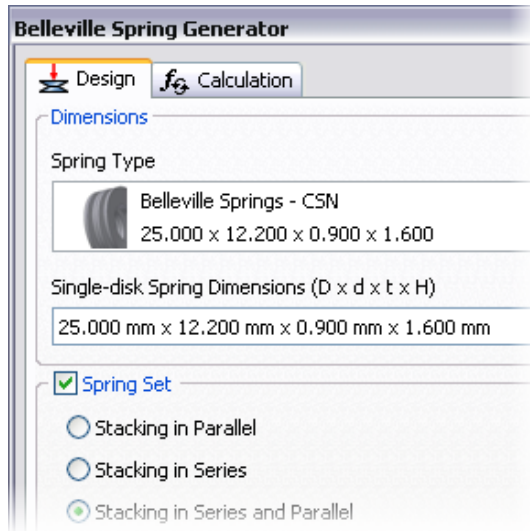 Belleville Spring Generator
Design
Calculation
Dimensions
Spring Type
Belleville Springs - CSN
25.000 x 12.200 x 0.900 x 1.600
Single-disk Spring Dimensions (D x d x t x H)
25.000 mm x 12.200 mm x 0.900 mm x 1.600 mm
Spring Set
Stacking in Parallel
Stacking in Series
Stacking in Series and Parallel